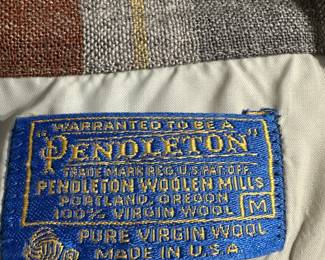 WARRANTED TO BE A
"PENDLETON"
TRADE MARK REG. U.S. PAT. OFF.
PENDLETON WOOLEN MILLS
PORTLAND, OREGON
100% VIRGIN WOOL M
PURE VIRGIN WOOL
MADE IN U.S.A.